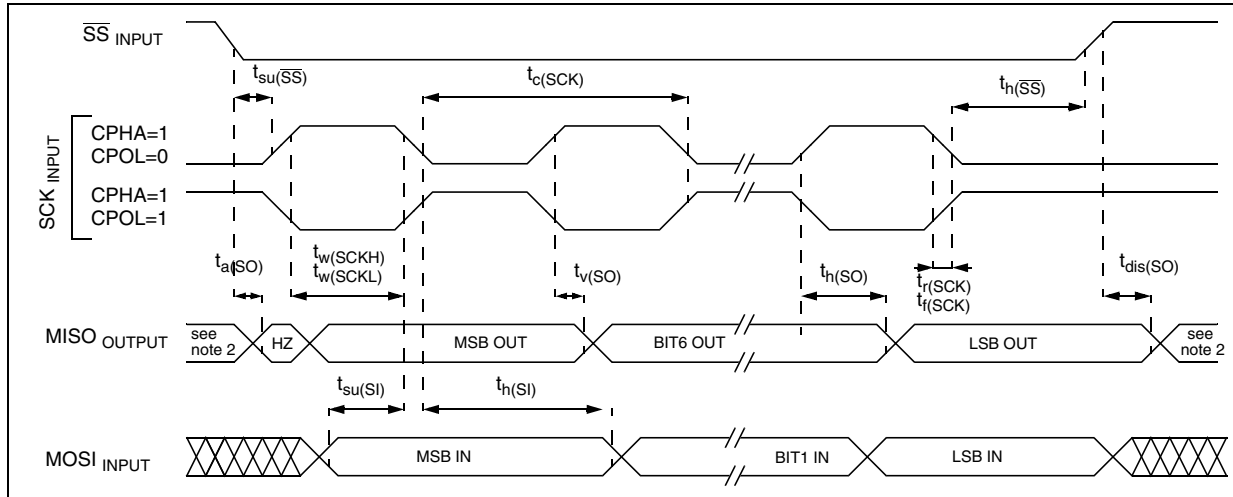 SS INPUT
tsu(SS)
tc(SCK)
th(SS)
SCK INPUT
CPHA=1
CPOL=0
CPHA=1
CPOL=1
ta(SO)
tw(SCKH)
tw(SCKL)
tv(SO)
th(SO)
tr(SCK)
tf(SCK)
tdis(SO)
MISO OUTPUT
see
note 2
HZ
MSB OUT
BIT6 OUT
LSB OUT
see
note 2
tsu(SI)
th(SI)
MOSI INPUT
MSB IN
BIT1 IN
LSB IN